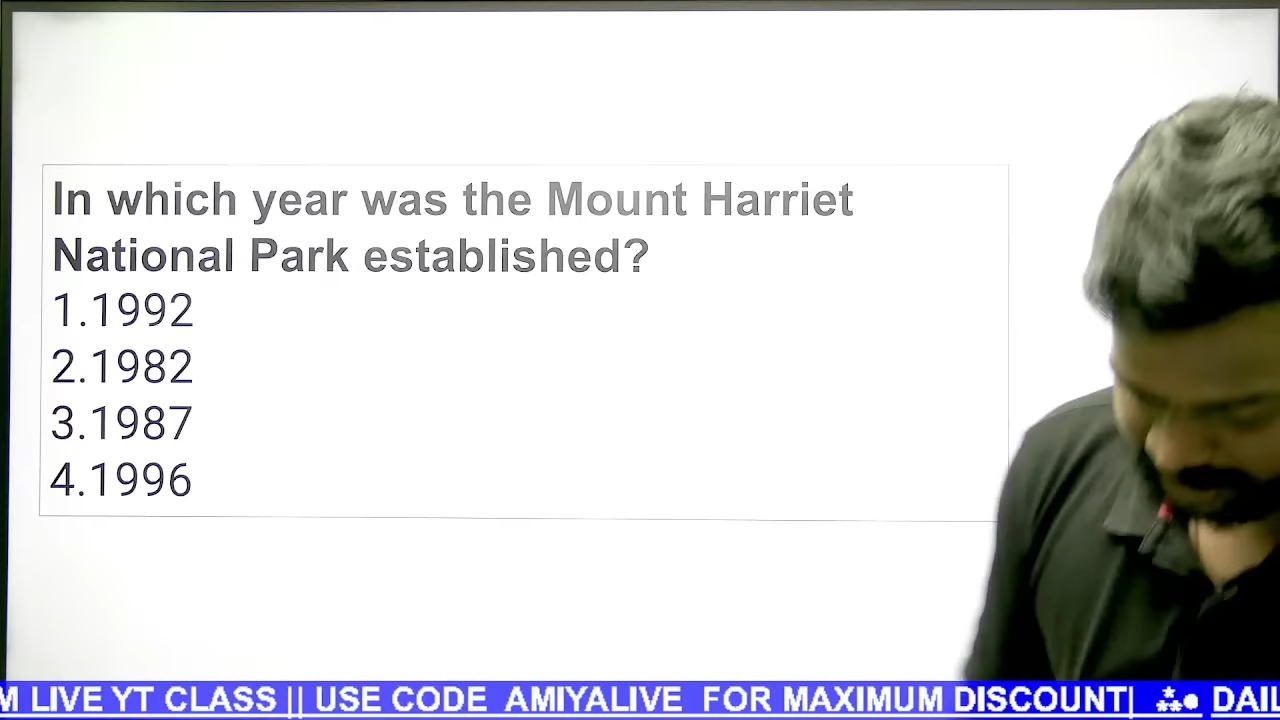 In which year was the Mount Harriet
National Park established?
1.1992
2.1982
3.1987
4.1996
M LIVE YT CLASS || USE CODE AMIYALIVE FOR MAXIMUM DISCOUNT| ⁂● DAIL